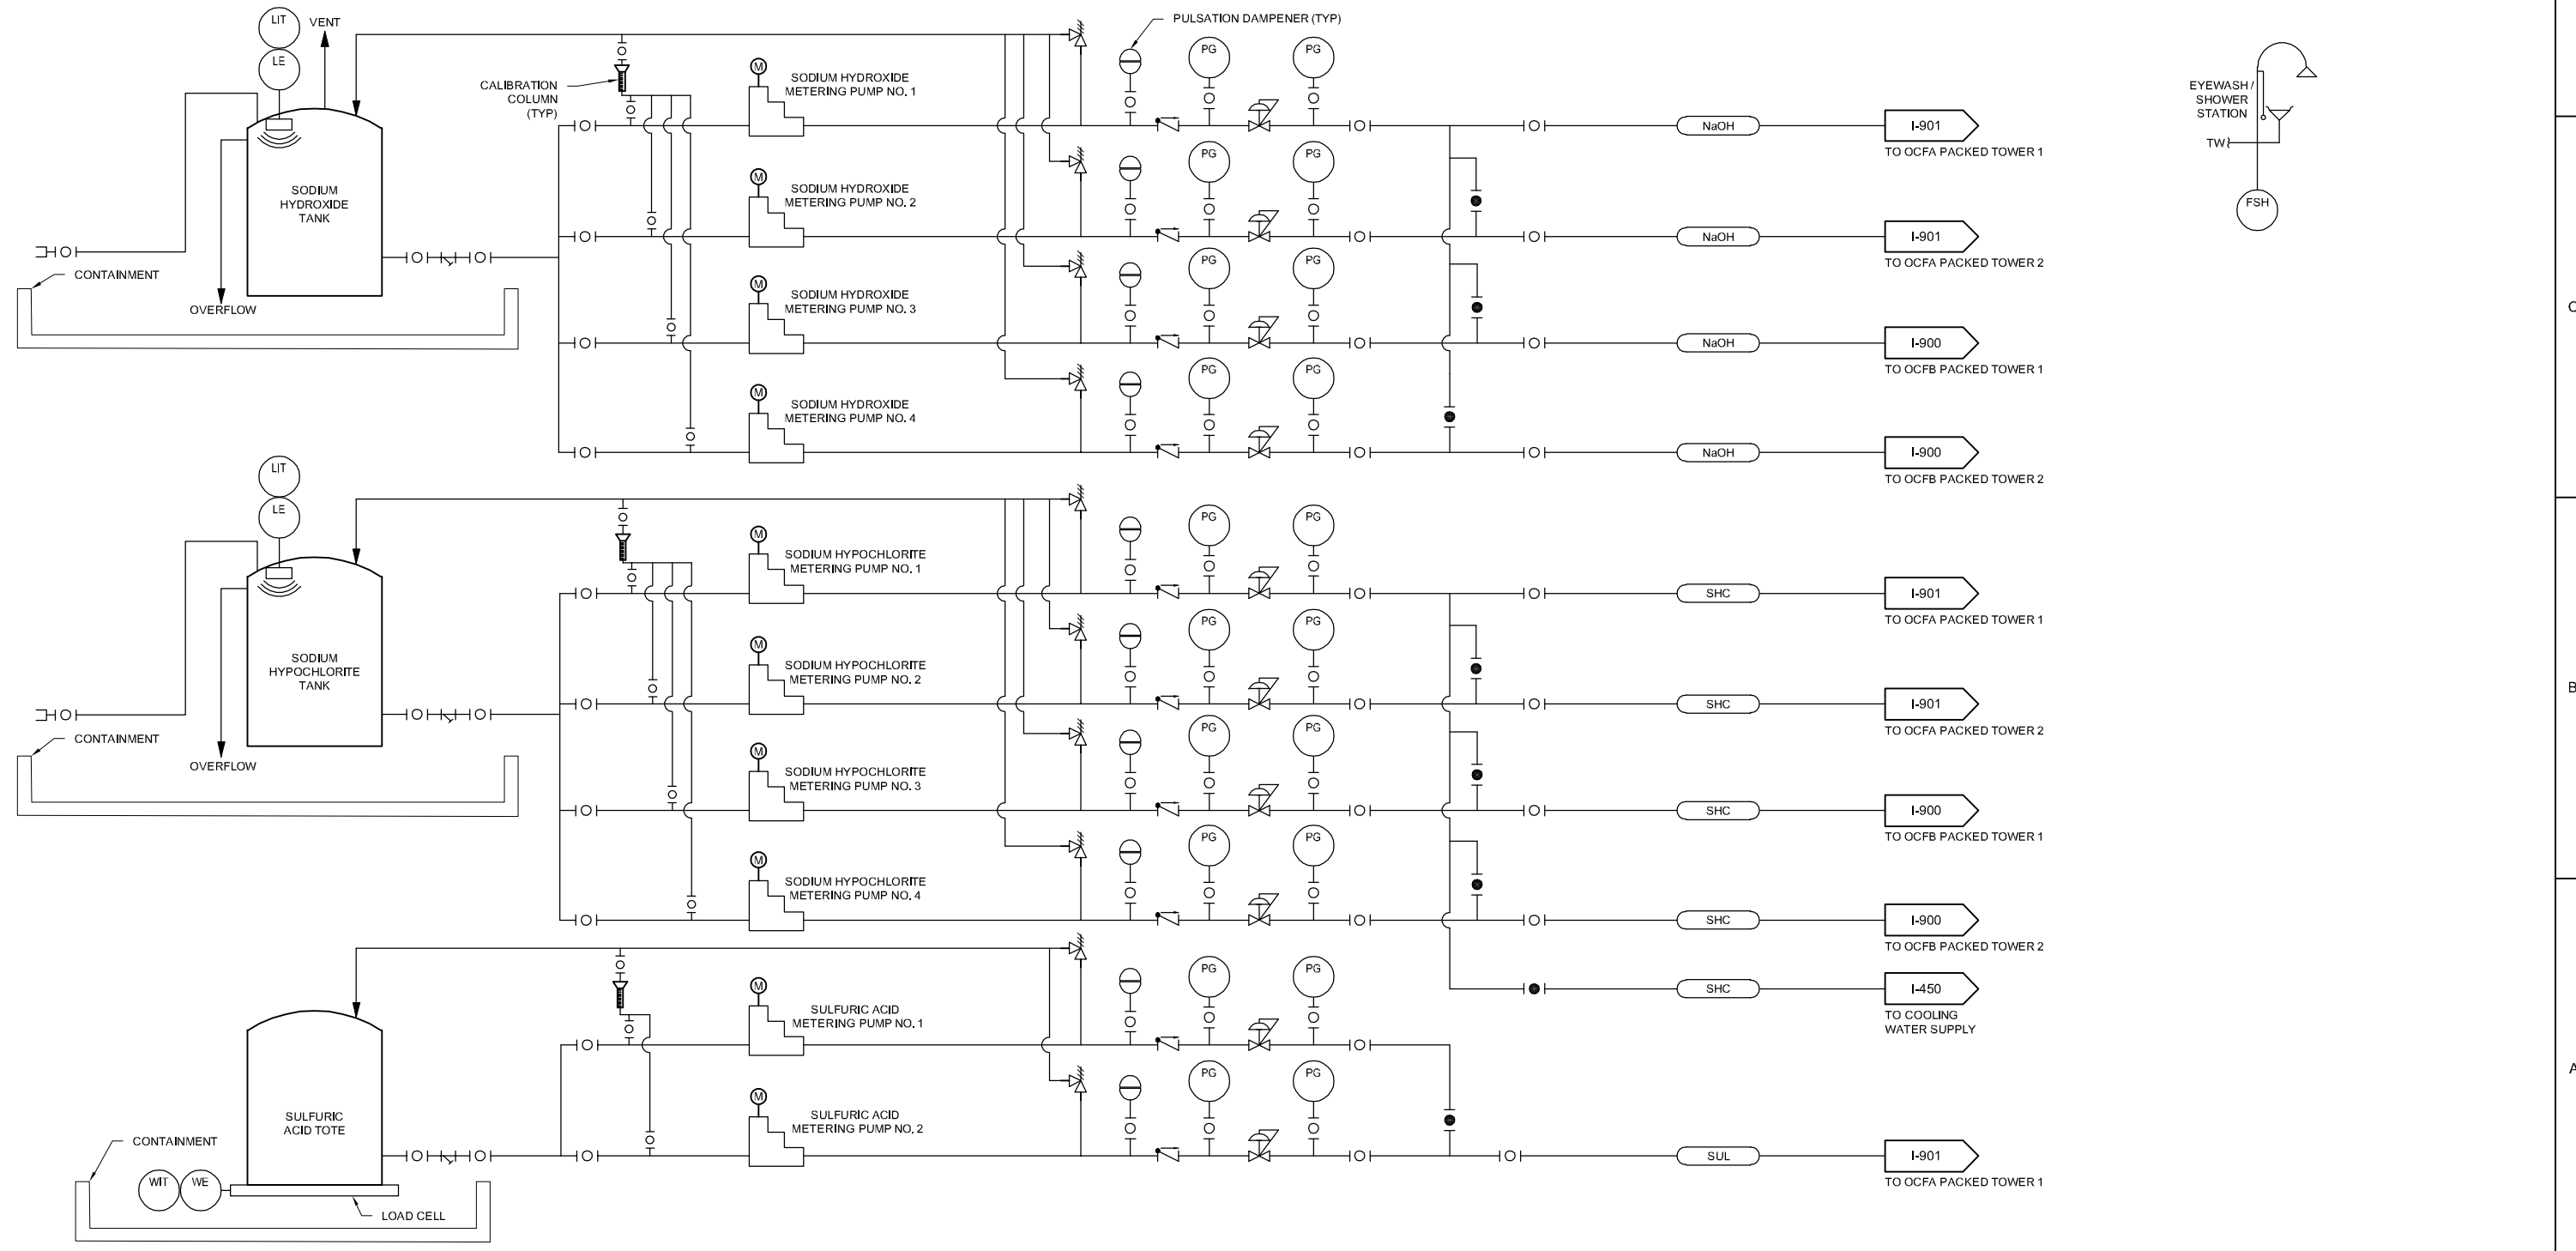 LIT
VENT
LE
PULSATION DAMPENER (TYP)
PG
PG
CALIBRATION
COLUMN
(TYP)
M
SODIUM HYDROXIDE
METERING PUMP NO. 1
NaOH
I-901
TO OCFA PACKED TOWER 1
EYEWASH /
SHOWER
STATION
TW
FSH
SODIUM
HYDROXIDE
TANK
M
SODIUM HYDROXIDE
METERING PUMP NO. 2
PG
PG
NaOH
I-901
TO OCFA PACKED TOWER 2
CONTAINMENT
OVERFLOW
M
SODIUM HYDROXIDE
METERING PUMP NO. 3
PG
PG
NaOH
I-900
TO OCFB PACKED TOWER 1
C
M
SODIUM HYDROXIDE
METERING PUMP NO. 4
PG
PG
NaOH
I-900
TO OCFB PACKED TOWER 2
LIT
LE
M
SODIUM HYPOCHLORITE
METERING PUMP NO. 1
PG
PG
SHC
I-901
TO OCFA PACKED TOWER 1
SODIUM
HYPOCHLORITE
TANK
M
SODIUM HYPOCHLORITE
METERING PUMP NO. 2
PG
PG
SHC
I-901
TO OCFA PACKED TOWER 2
B
CONTAINMENT
OVERFLOW
M
SODIUM HYPOCHLORITE
METERING PUMP NO. 3
PG
PG
SHC
I-900
TO OCFB PACKED TOWER 1
M
SODIUM HYPOCHLORITE
METERING PUMP NO. 4
PG
PG
SHC
I-900
TO OCFB PACKED TOWER 2
SHC
I-450
TO COOLING
WATER SUPPLY
M
SULFURIC ACID
METERING PUMP NO. 1
PG
PG
A
SULFURIC
ACID TOTE
M
SULFURIC ACID
METERING PUMP NO. 2
PG
PG
SUL
I-901
TO OCFA PACKED TOWER 1
CONTAINMENT
WIT
WE
LOAD CELL